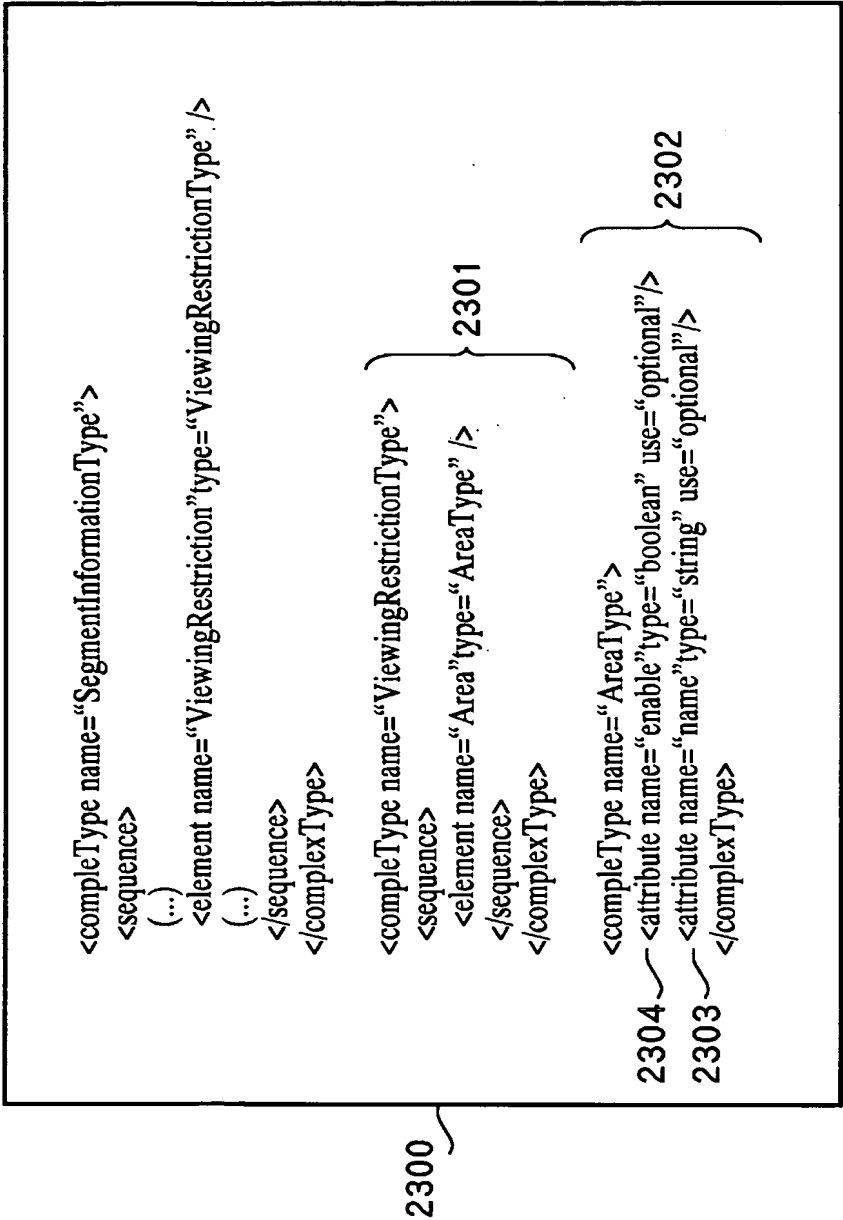 <compleType name=“SegmentInformationType”>
<sequence>
(...)
<element name=“ViewingRestriction”type=“ViewingRestrictionType” />
(...)
</sequence>
</complexType>
<compleType name=“ViewingRestrictionType”>
<sequence>
<element name=“Area”type=“AreaType” />
</sequence>
</complexType>
2301
<compleType name=“AreaType”>
2304 <attribute name=“enable”type=“boolean” use=“optional”/>
2303 <attribute name=“name”type=“string” use=“optional”/>
</complexType>
2302
2300